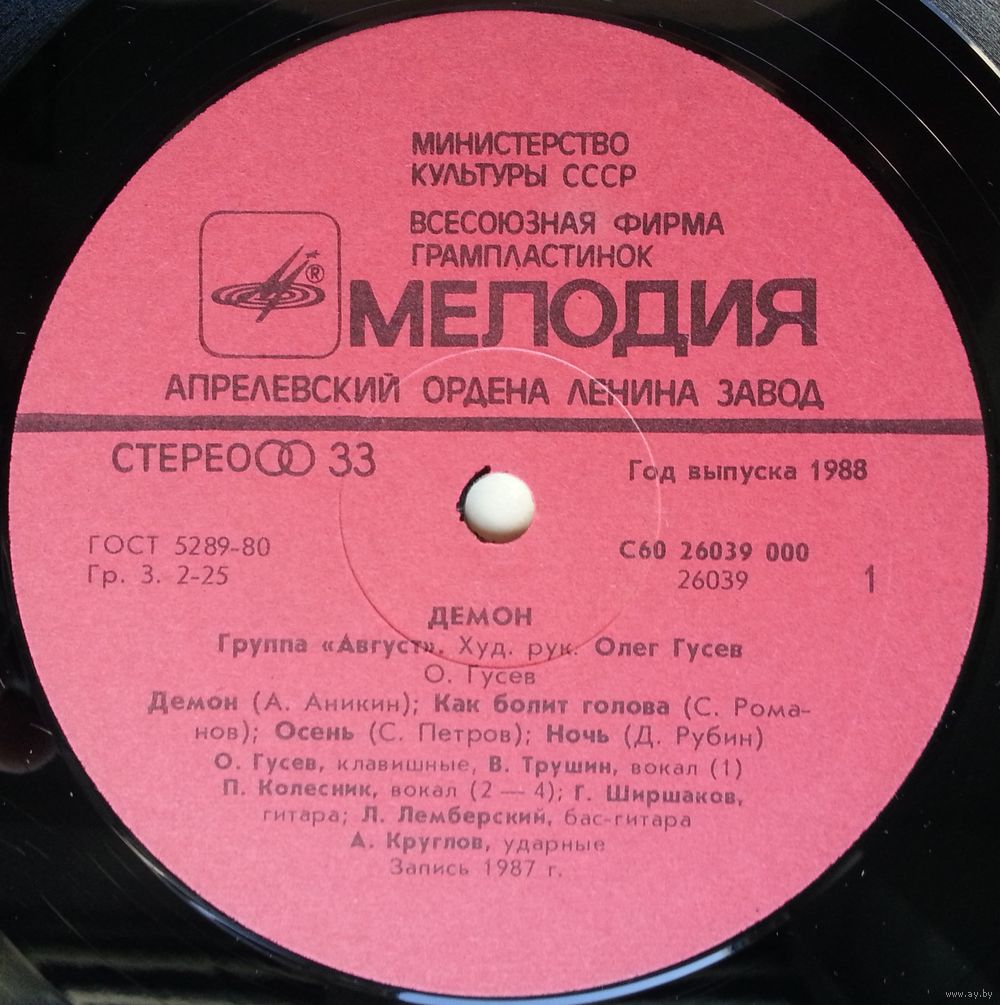 МИНИСТЕРСТВО
КУЛЬТУРЫ СССР
ВСЕСОЮЗНАЯ ФИРМА
ГРАМПЛАСТИНОК
®
МЕЛОДИЯ
АПРЕЛЕВСКИЙ ОРДЕНА ЛЕНИНА ЗАВОД
СТЕРЕО 33
Год выпуска 1988
ГОСТ 5289-80
Гр. 3. 2-25
С60 26039 000
26039
1
ДЕМОН
Группа «Август». Худ. рук. Олег Гусев
О. Гусев
Демон (А. Аникин); Как болит голова (С. Рома-
нов); Осень (С. Петров); Ночь (Д. Рубин)
О. Гусев, клавишные, В. Трушин, вокал (1)
П. Колесник, вокал (2 — 4); Г. Ширшаков,
гитара; Л. Лемберский, бас-гитара
А. Круглов, ударные
Запись 1987 г.
www.ay.by